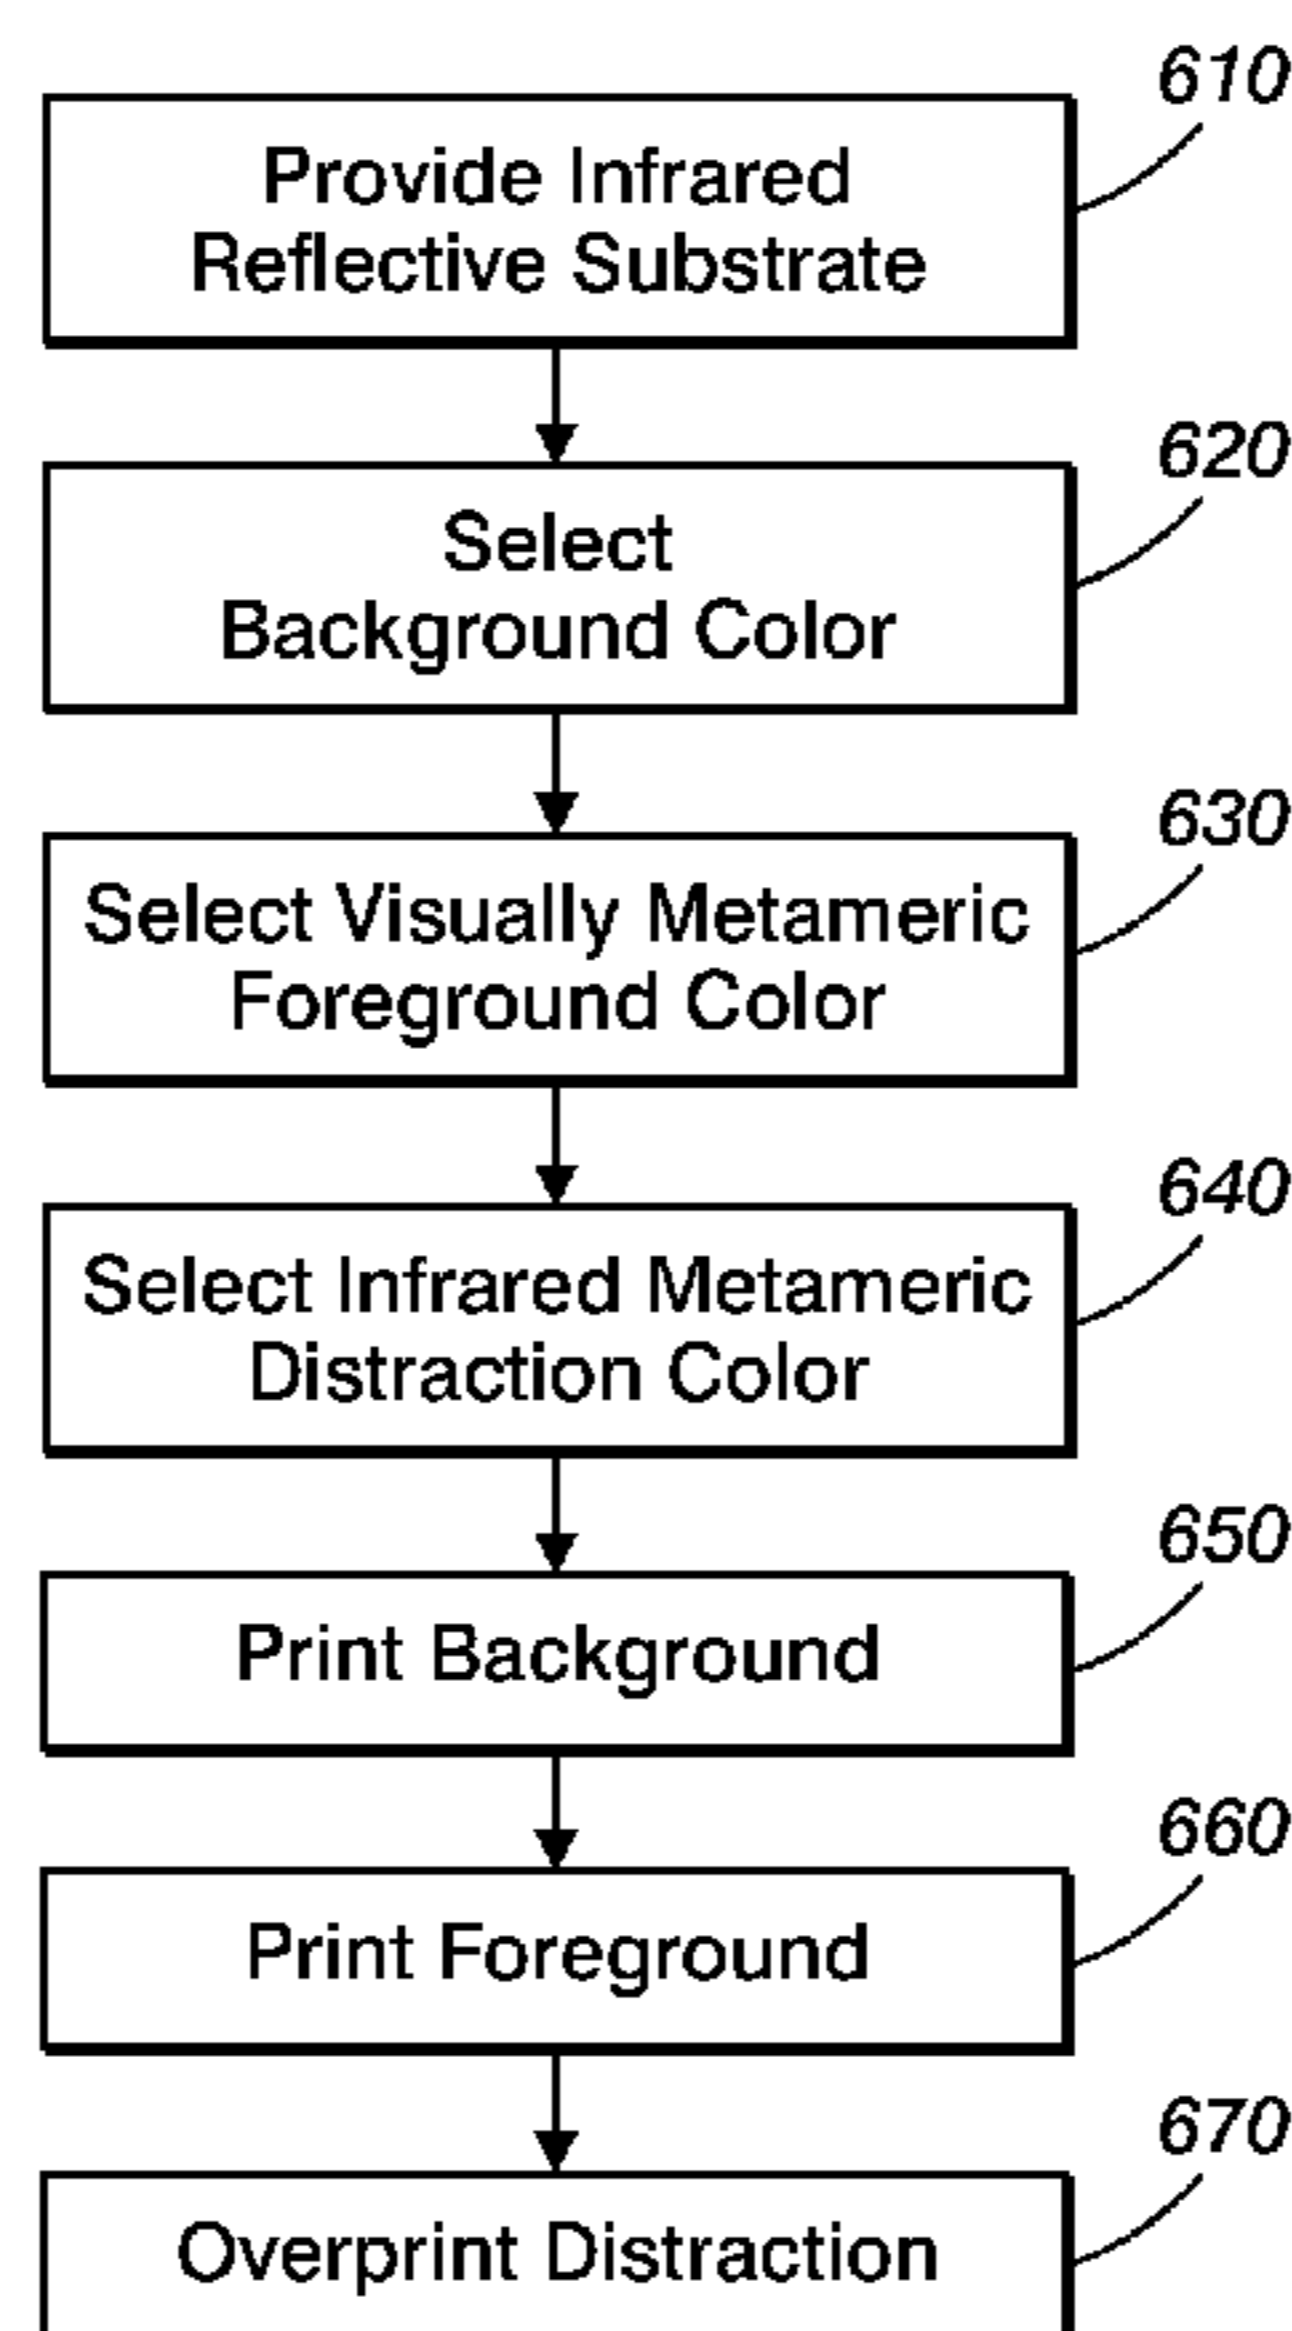 610
Provide Infrared
Reflective Substrate
620
Select
Background Color
630
Select Visually Metameric
Foreground Color
640
Select Infrared Metameric
Distraction Color
650
Print Background
660
Print Foreground
670
Overprint Distraction